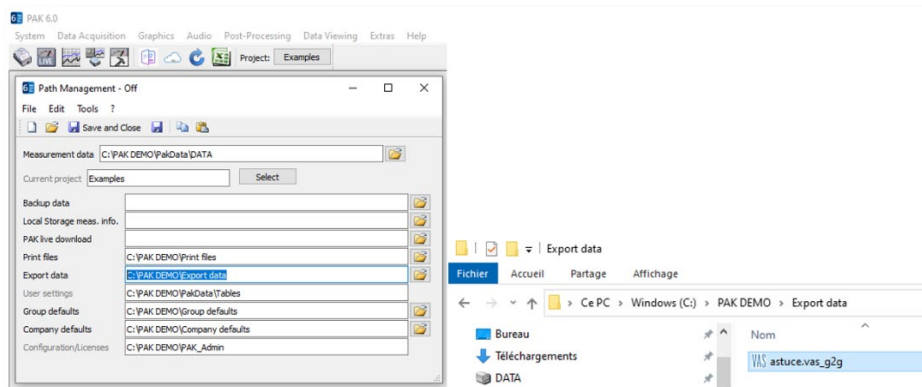 PAK 6.0
System Data Acquisition Graphics Audio Post-Processing Data Viewing Extras Help
LIVE Project: Examples
Path Management - Off
File Edit Tools ?
Save and Close
Measurement data C:\PAK DEMO\PakData\DATA
Current project Examples Select
Backup data
Local Storage meas. info.
PAK live download
Print files C:\PAK DEMO\Print files
Export data C:\PAK DEMO\Export data
User settings C:\PAK DEMO\PakData\Tables
Group defaults C:\PAK DEMO\Group defaults
Company defaults C:\PAK DEMO\Company defaults
Configuration/Licenses C:\PAK DEMO\PAK_Admin
Export data
Fichier Accueil Partage Affichage
Ce PC > Windows (C:) > PAK DEMO > Export data
Bureau
Téléchargements
DATA
Nom
VAS astuce.vas_g2g